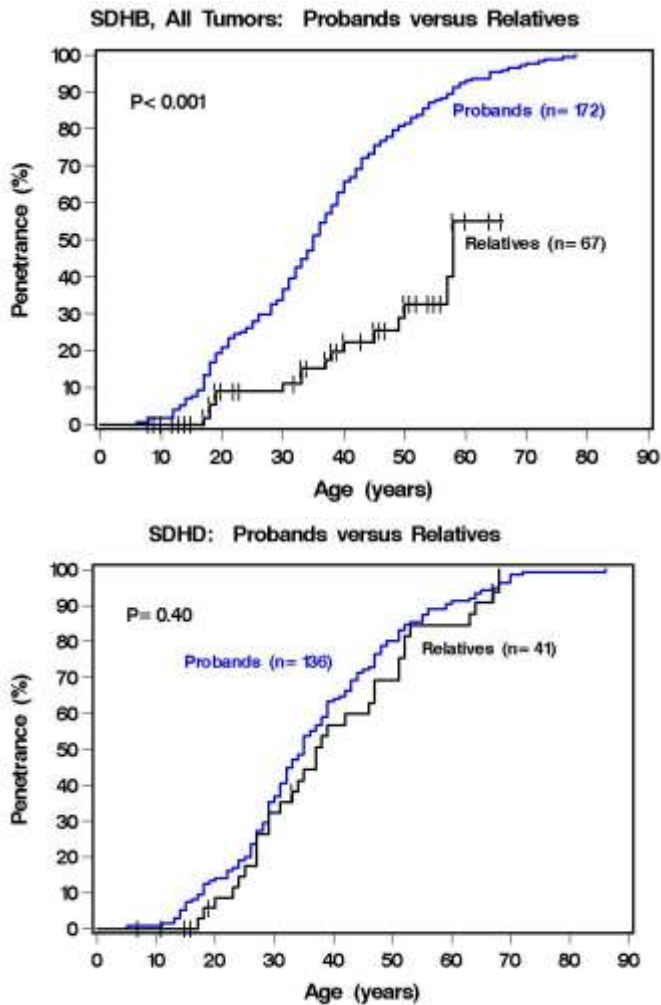 SDHB, All Tumors: Probands versus Relatives
100
90
80
70
60
50
40
30
20
10
0
Penetrance (%)
P< 0.001
Probands (n= 172)
Relatives (n= 67)
0 10 20 30 40 50 60 70 80 90
Age (years)
SDHD: Probands versus Relatives
100
90
80
70
60
50
40
30
20
10
0
Penetrance (%)
P= 0.40
Probands (n= 136)
Relatives (n= 41)
0 10 20 30 40 50 60 70 80 90
Age (years)